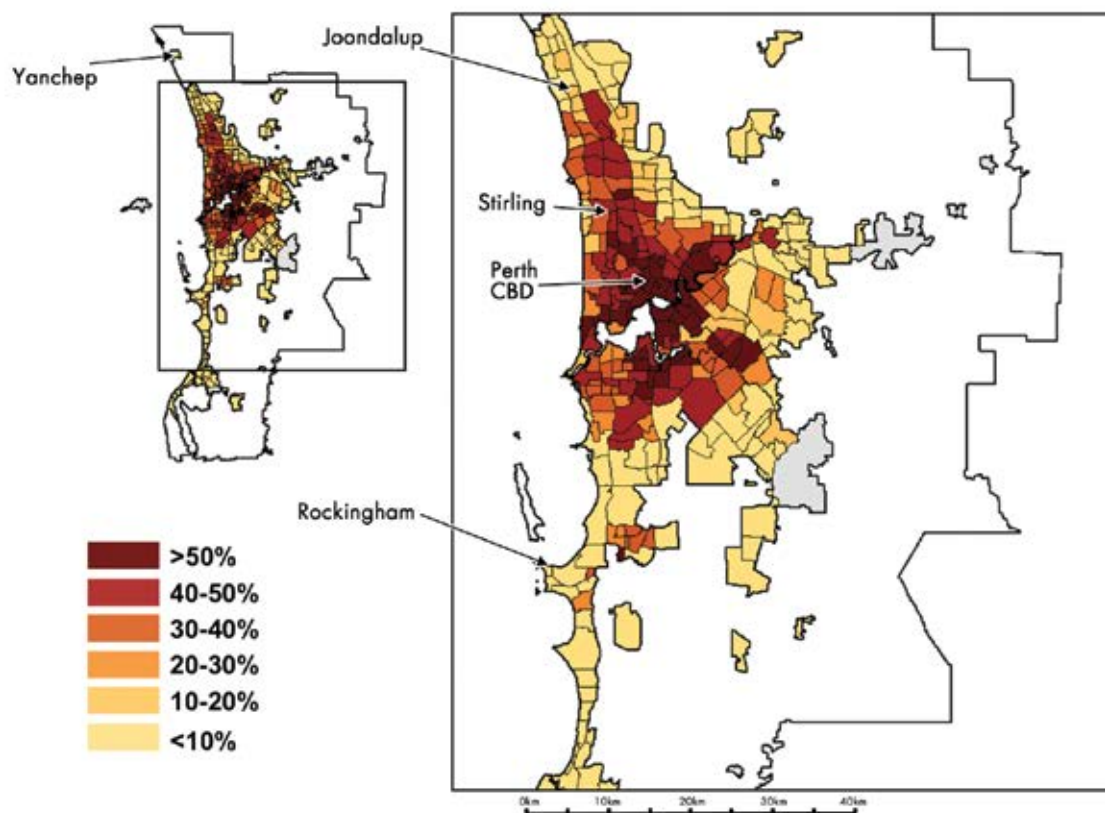 Yanchep
Joondalup
Stirling
Perth
CBD
Rockingham
>50%
40-50%
30-40%
20-30%
10-20%
<10%
0km 10km 20km 30km 40km